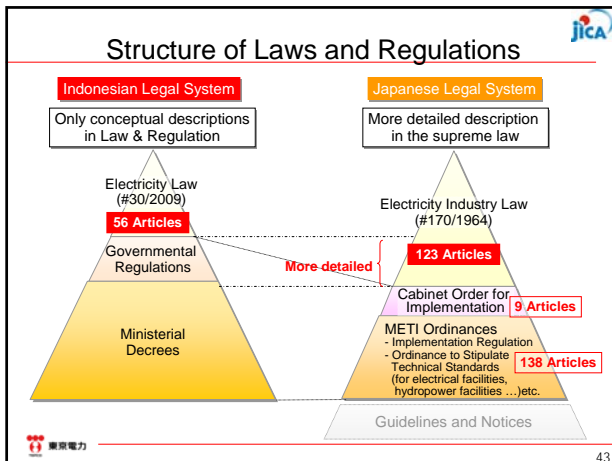 jICA
Structure of Laws and Regulations
Indonesian Legal System
Japanese Legal System
Only conceptual descriptions
in Law & Regulation
More detailed description
in the supreme law
Electricity Law
(#30/2009)
56 Articles
Governmental
Regulations
Ministerial
Decrees
More detailed
Electricity Industry Law
(#170/1964)
123 Articles
Cabinet Order for
Implementation
9 Articles
METI Ordinances
- Implementation Regulation
- Ordinance to Stipulate
Technical Standards
(for electrical facilities,
hydropower facilities …)etc.
138 Articles
Guidelines and Notices
東京電力
43